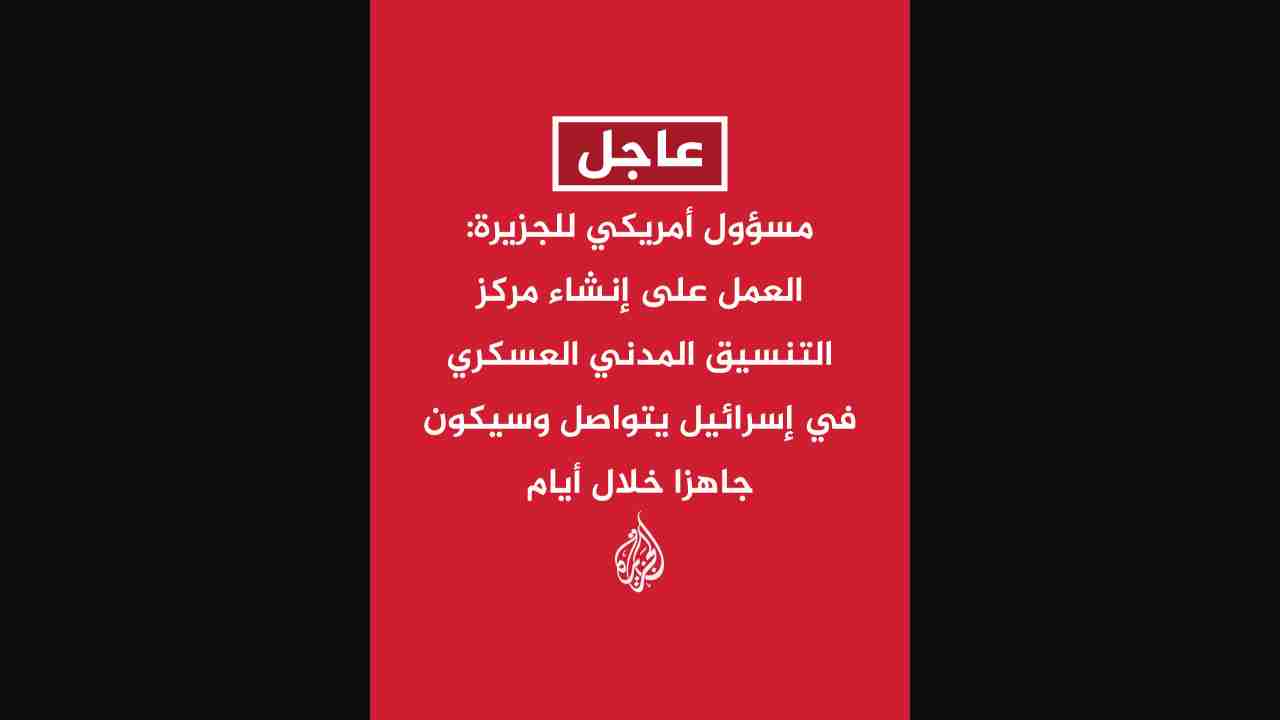 عاجل
مسؤول أمريكي للجزيرة:
العمل على إنشاء مركز
التنسيق المدني العسكري
في إسرائيل يتواصل وسيكون
جاهزا خلال أيام
الجزيرة